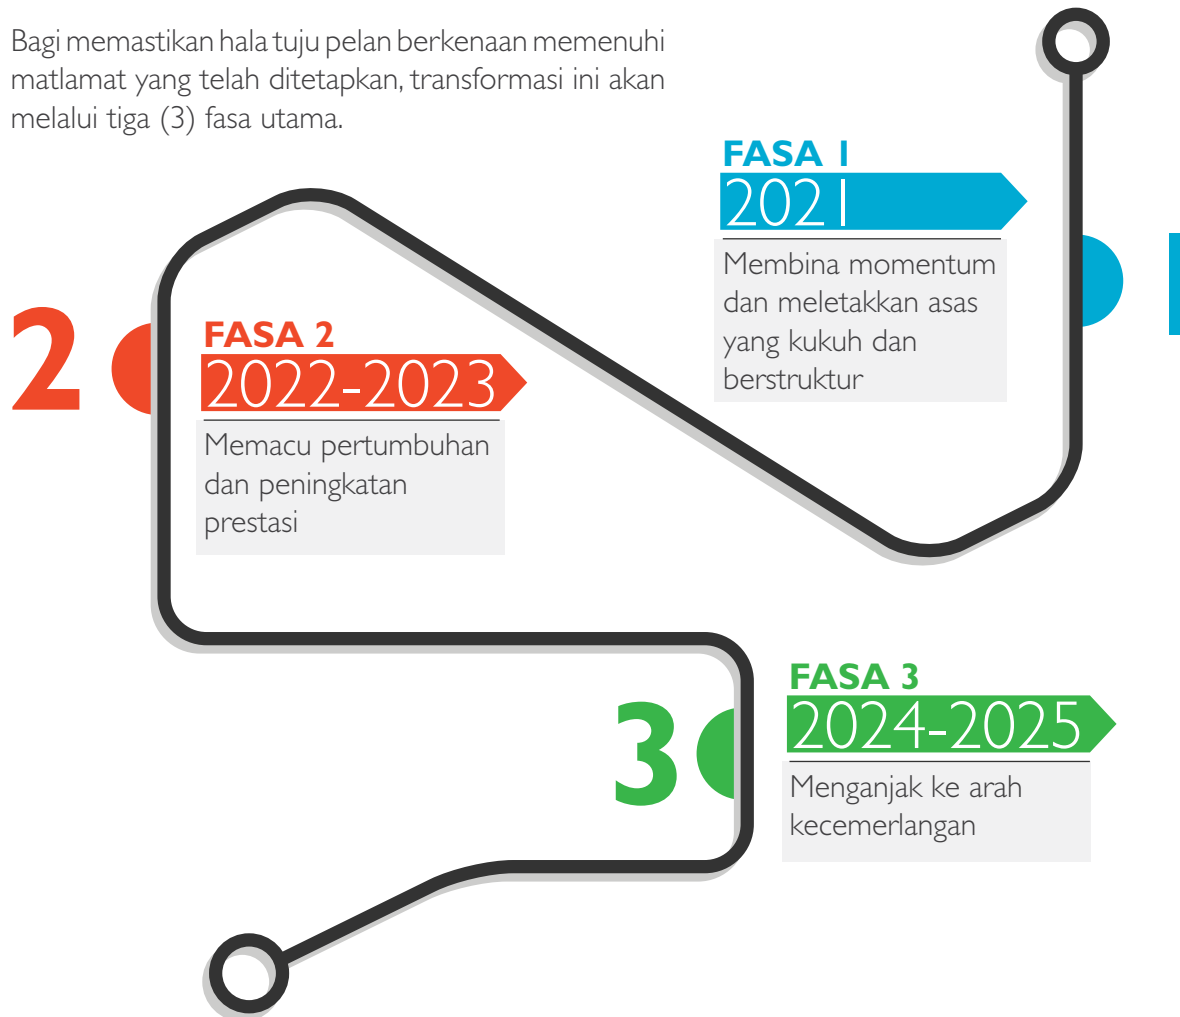 Bagi memastikan hala tuju pelan berkenaan memenuhi
matlamat yang telah ditetapkan, transformasi ini akan
melalui tiga (3) fasa utama.
FASA 1
2021
Membina momentum
dan meletakkan asas
yang kukuh dan
berstruktur
2
FASA 2
2022-2023
Memacu pertumbuhan
dan peningkatan
prestasi
3
FASA 3
2024-2025
Menganjak ke arah
kecemerlangan